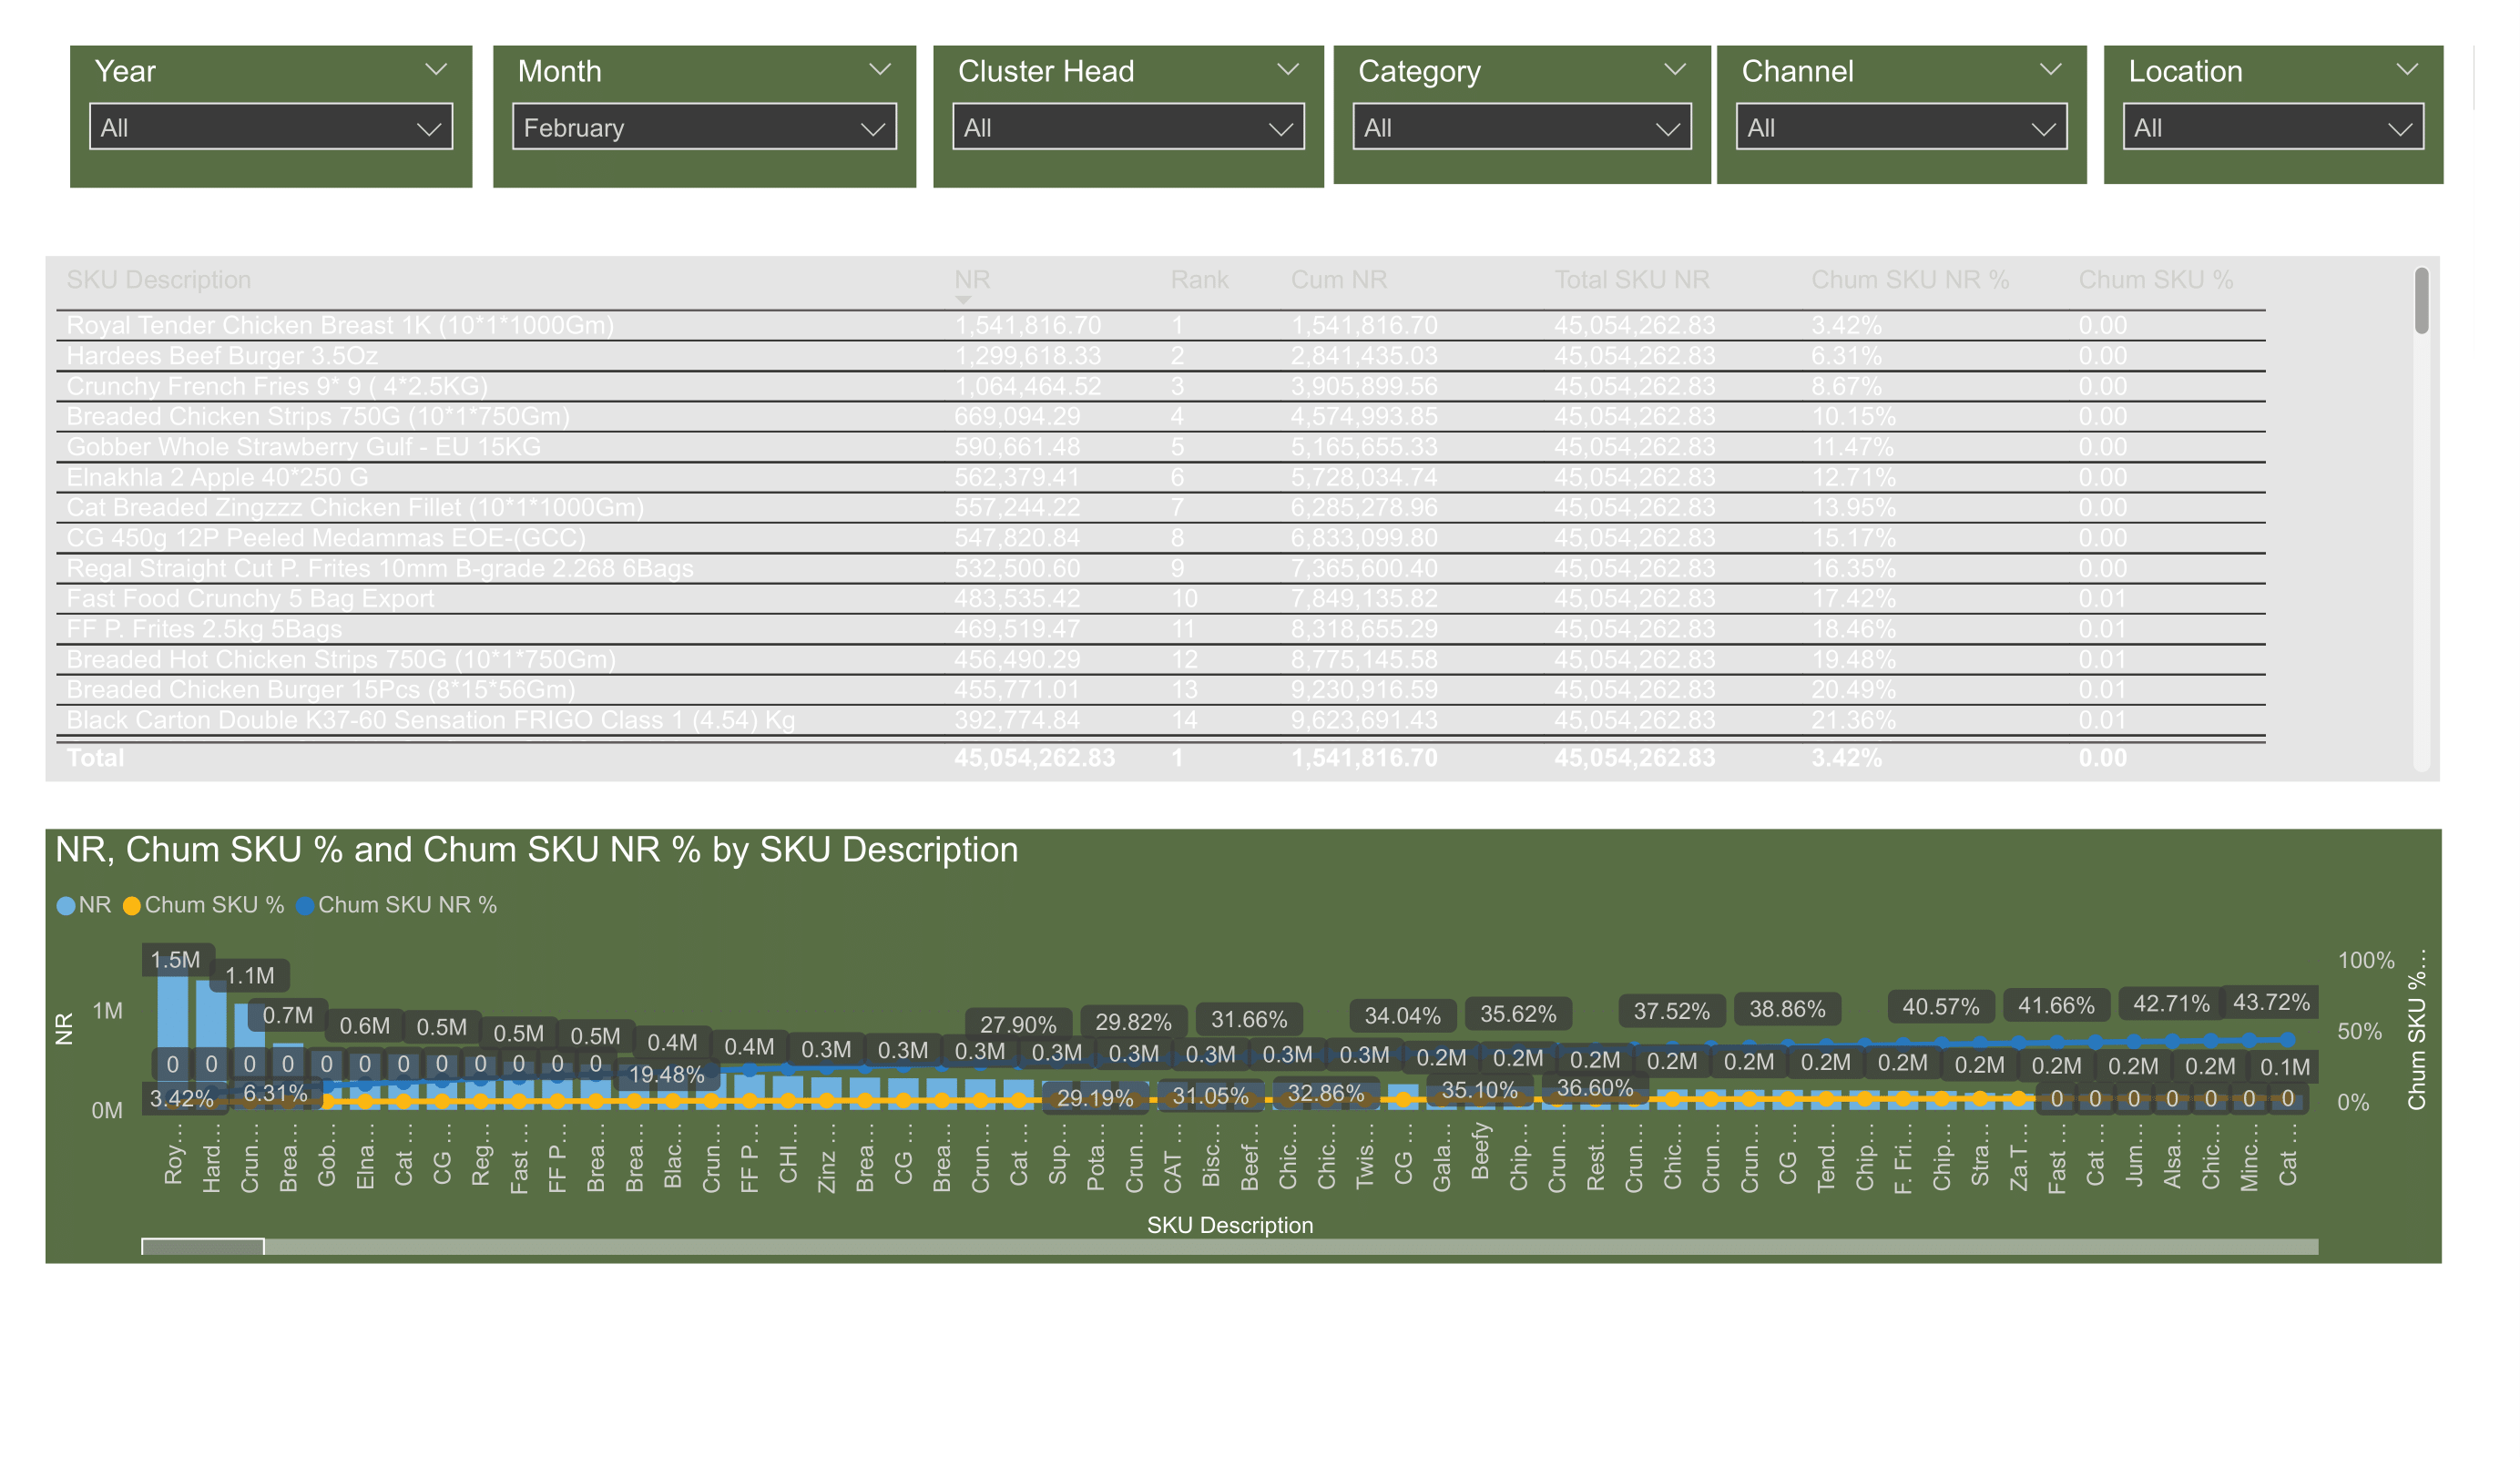 Year Month Cluster Head Category Channel Location
All February All All All All
SKU Description NR Rank Cum NR Total SKU NR Chum SKU NR % Chum SKU %
Royal Tender Chicken Breast 1K (10*1*1000Gm) 1,541,816.70 1 1,541,816.70 45,054,262.83 3.42% 0.00
Hardees Beef Burger 3.5Oz 1,299,618.33 2 2,841,435.03 45,054,262.83 6.31% 0.00
Crunchy French Fries 9* 9 ( 4*2.5KG) 1,064,464.52 3 3,905,899.56 45,054,262.83 8.67% 0.00
Breaded Chicken Strips 750G (10*1*750Gm) 669,094.29 4 4,574,993.85 45,054,262.83 10.15% 0.00
Gobber Whole Strawberry Gulf - EU 15KG 590,661.48 5 5,165,655.33 45,054,262.83 11.47% 0.00
Elnakhla 2 Apple 40*250 G 562,379.41 6 5,728,034.74 45,054,262.83 12.71% 0.00
Cat Breaded Zingzzz Chicken Fillet (10*1*1000Gm) 557,244.22 7 6,285,278.96 45,054,262.83 13.95% 0.00
CG 450g 12P Peeled Medammas EOE-(GCC) 547,820.84 8 6,833,099.80 45,054,262.83 15.17% 0.00
Regal Straight Cut P. Frites 10mm B-grade 2.268 6Bags 532,500.60 9 7,365,600.40 45,054,262.83 16.35% 0.00
Fast Food Crunchy 5 Bag Export 483,535.42 10 7,849,135.82 45,054,262.83 17.42% 0.01
FF P. Frites 2.5kg 5Bags 469,519.47 11 8,318,655.29 45,054,262.83 18.46% 0.01
Breaded Hot Chicken Strips 750G (10*1*750Gm) 456,490.29 12 8,775,145.58 45,054,262.83 19.48% 0.01
Breaded Chicken Burger 15Pcs (8*15*56Gm) 455,771.01 13 9,230,916.59 45,054,262.83 20.49% 0.01
Black Carton Double K37-60 Sensation FRIGO Class 1 (4.54) Kg 392,774.84 14 9,623,691.43 45,054,262.83 21.36% 0.01
Total 45,054,262.83 1 1,541,816.70 45,054,262.83 3.42% 0.00
NR, Chum SKU % and Chum SKU NR % by SKU Description
NR Chum SKU % Chum SKU NR %
NR
1M
0M
1.5M 1.1M 0.7M 0.6M 0.5M 0.5M 0.5M 0.4M 0.4M 0.3M 0.3M 0.3M 0.3M 0.3M 0.3M 0.3M 0.3M 0.2M 0.2M 0.2M 0.2M 0.2M 0.2M 0.2M 0.2M 0.2M 0.2M 0.2M 0.1M
27.90% 29.82% 31.66% 34.04% 35.62% 37.52% 38.86% 40.57% 41.66% 42.71% 43.72%
0 0 0 0 0 0 0 0 0 0 0 0
3.42% 6.31% 19.48% 29.19% 31.05% 32.86% 35.10% 36.60%
0 0 0 0 0 0 0
100%
50%
0%
Chum SKU %...
Roy... Hard... Crun... Brea... Gob... Elna... Cat ... CG ... Reg... Fast ... FF P... Brea... Brea... Blac... Crun... FF P... CHI... Zinz ... Brea... CG ... Brea... Crun... Cat ... Sup... Pota... Crun... CAT ... Bisc... Beef... Chic... Chic... Twis... CG ... Gala... Beefy Chip... Crun... Rest... Crun... Chic... Crun... Crun... CG ... Tend... Chip... F. Fri... Chip... Stra... Za.T... Fast ... Cat ... Jum... Alsa... Chic... Minc... Cat ...
SKU Description